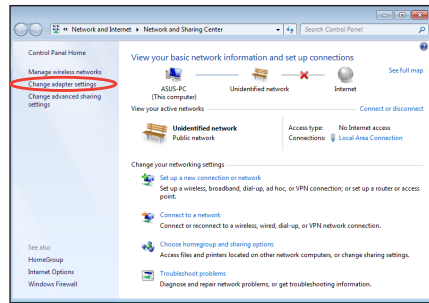 « Network and Internet ▸ Network and Sharing Center
Search Control Panel
Control Panel Home
Manage wireless networks
Change adapter settings
Change advanced sharing
settings
View your basic network information and set up connections
See full map
ASUS-PC
(This computer)
Unidentified network
Internet
View your active networks
Connect or disconnect
Unidentified network
Public network
Access type: No Internet access
Connections: Local Area Connection
Change your networking settings
Set up a new connection or network
Set up a wireless, broadband, dial-up, ad hoc, or VPN connection; or set up a router or access
point.
Connect to a network
Connect or reconnect to a wireless, wired, dial-up, or VPN network connection.
Choose homegroup and sharing options
Access files and printers located on other network computers, or change sharing settings.
Troubleshoot problems
Diagnose and repair network problems, or get troubleshooting information.
See also
HomeGroup
Internet Options
Windows Firewall